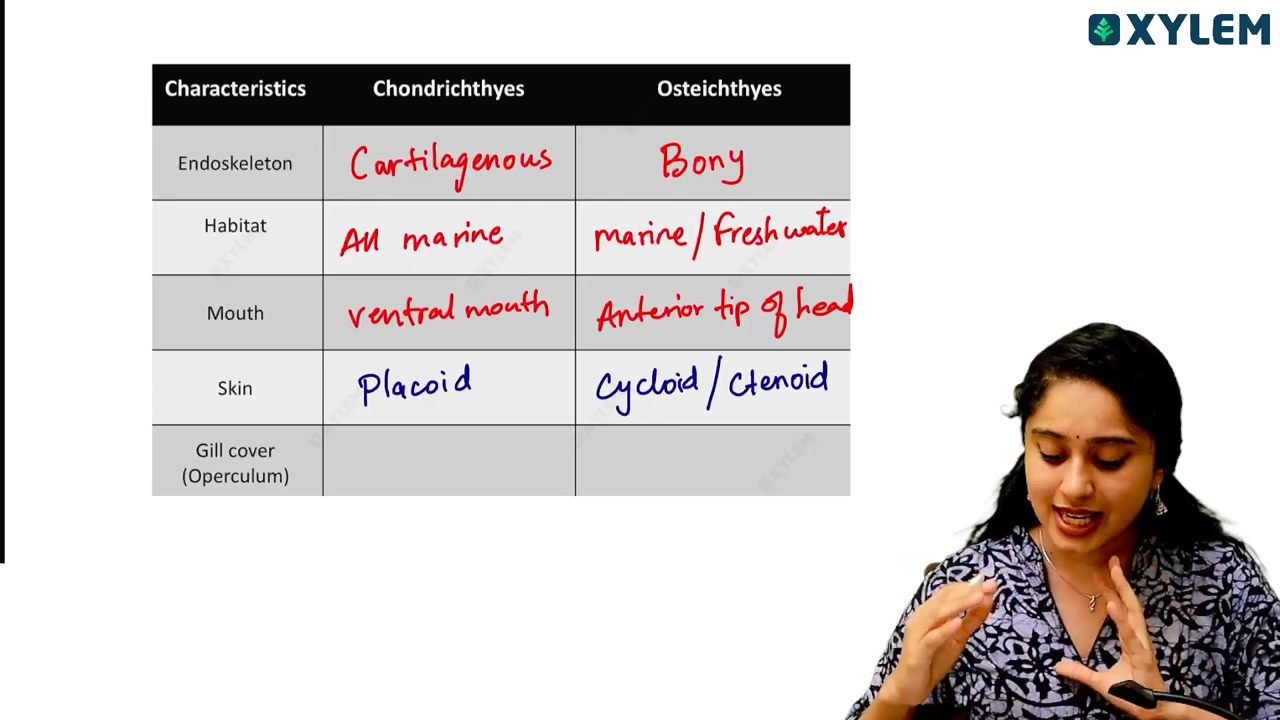 XYLEM
Characteristics Chondrichthyes Osteichthyes
Endoskeleton Cartilagenous Bony
Habitat All marine marine/Freshwater
Mouth ventral mouth Anterior tip of head
Skin Placoid Cycloid/Ctenoid
Gill cover
(Operculum)